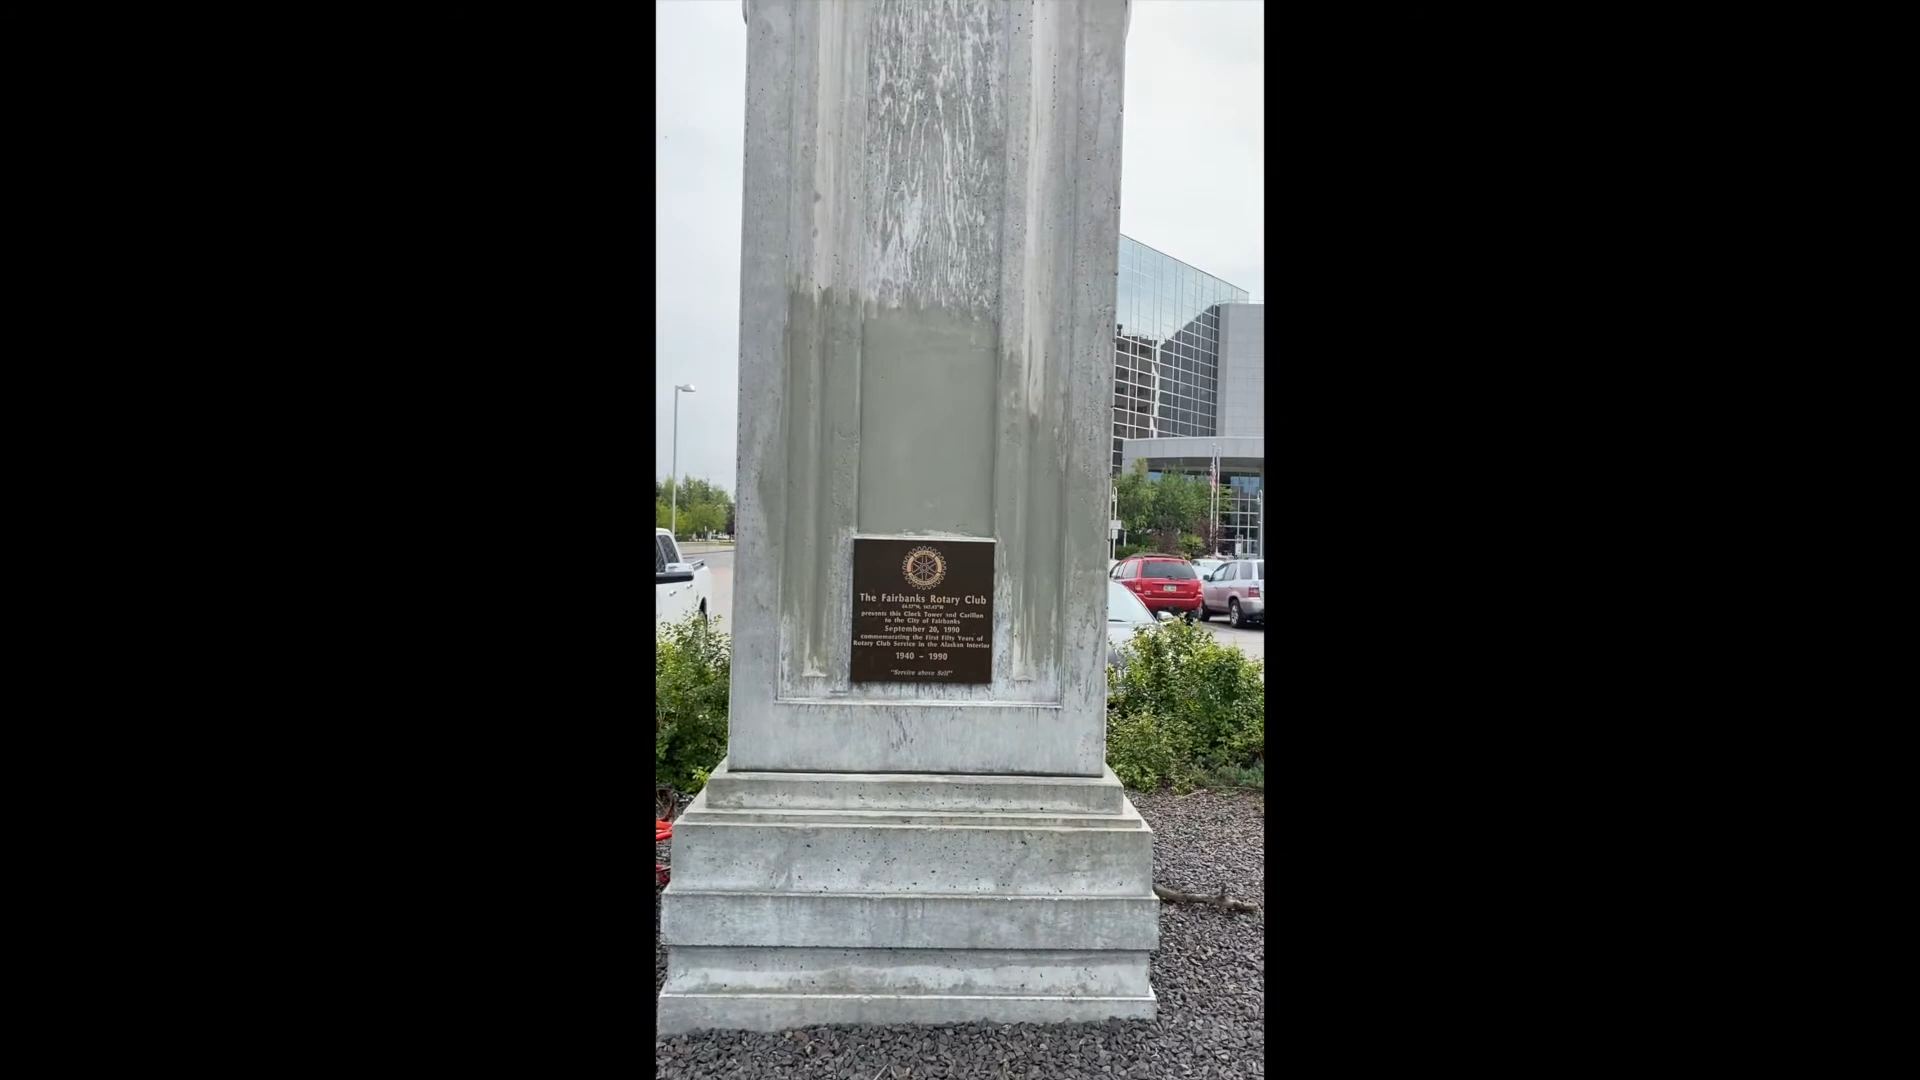 The Fairbanks Rotary Club
presents this Clock Tower and Carillon
to the City of Fairbanks
September 20, 1990
commemorating the First Fifty Years of
Rotary Club Service in the Alaskan Interior
1940 – 1990
"Service above Self"